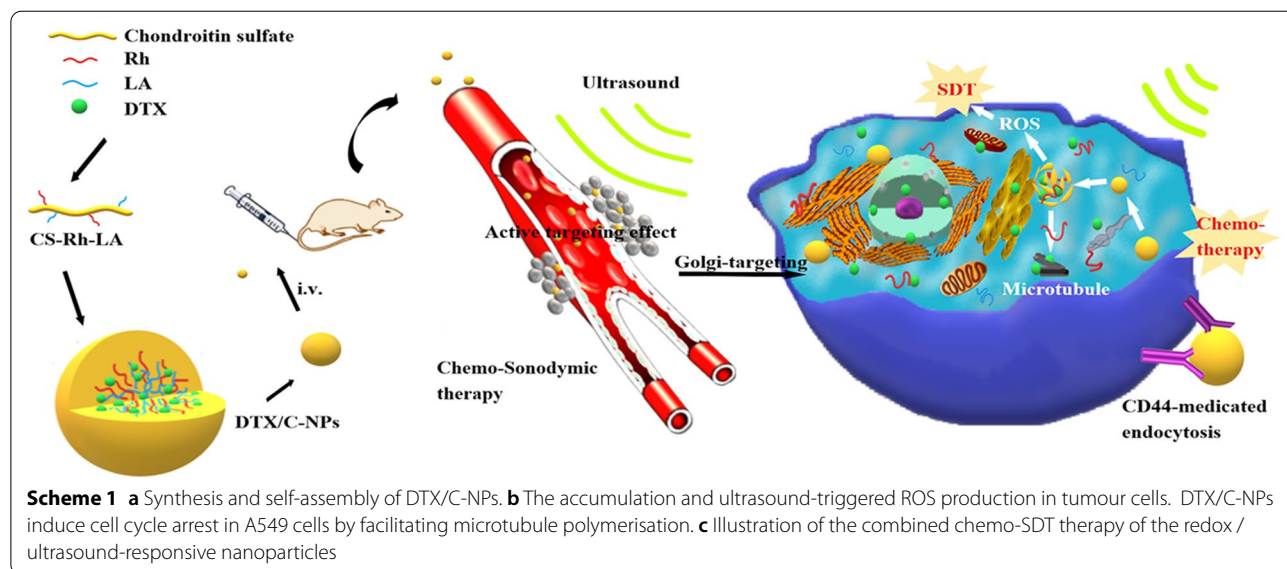 Chondroitin sulfate
Rh
LA
DTX
CS-Rh-LA
DTX/C-NPs
i.v.
Ultrasound
Active targeting effect
Chemo-Sonodymic
therapy
Golgi-targeting
SDT
ROS
Microtubule
Chemo-
therapy
CD44-medicated
endocytosis
Scheme 1 a Synthesis and self-assembly of DTX/C-NPs. b The accumulation and ultrasound-triggered ROS production in tumour cells. DTX/C-NPs
induce cell cycle arrest in A549 cells by facilitating microtubule polymerisation. c Illustration of the combined chemo-SDT therapy of the redox /
ultrasound-responsive nanoparticles